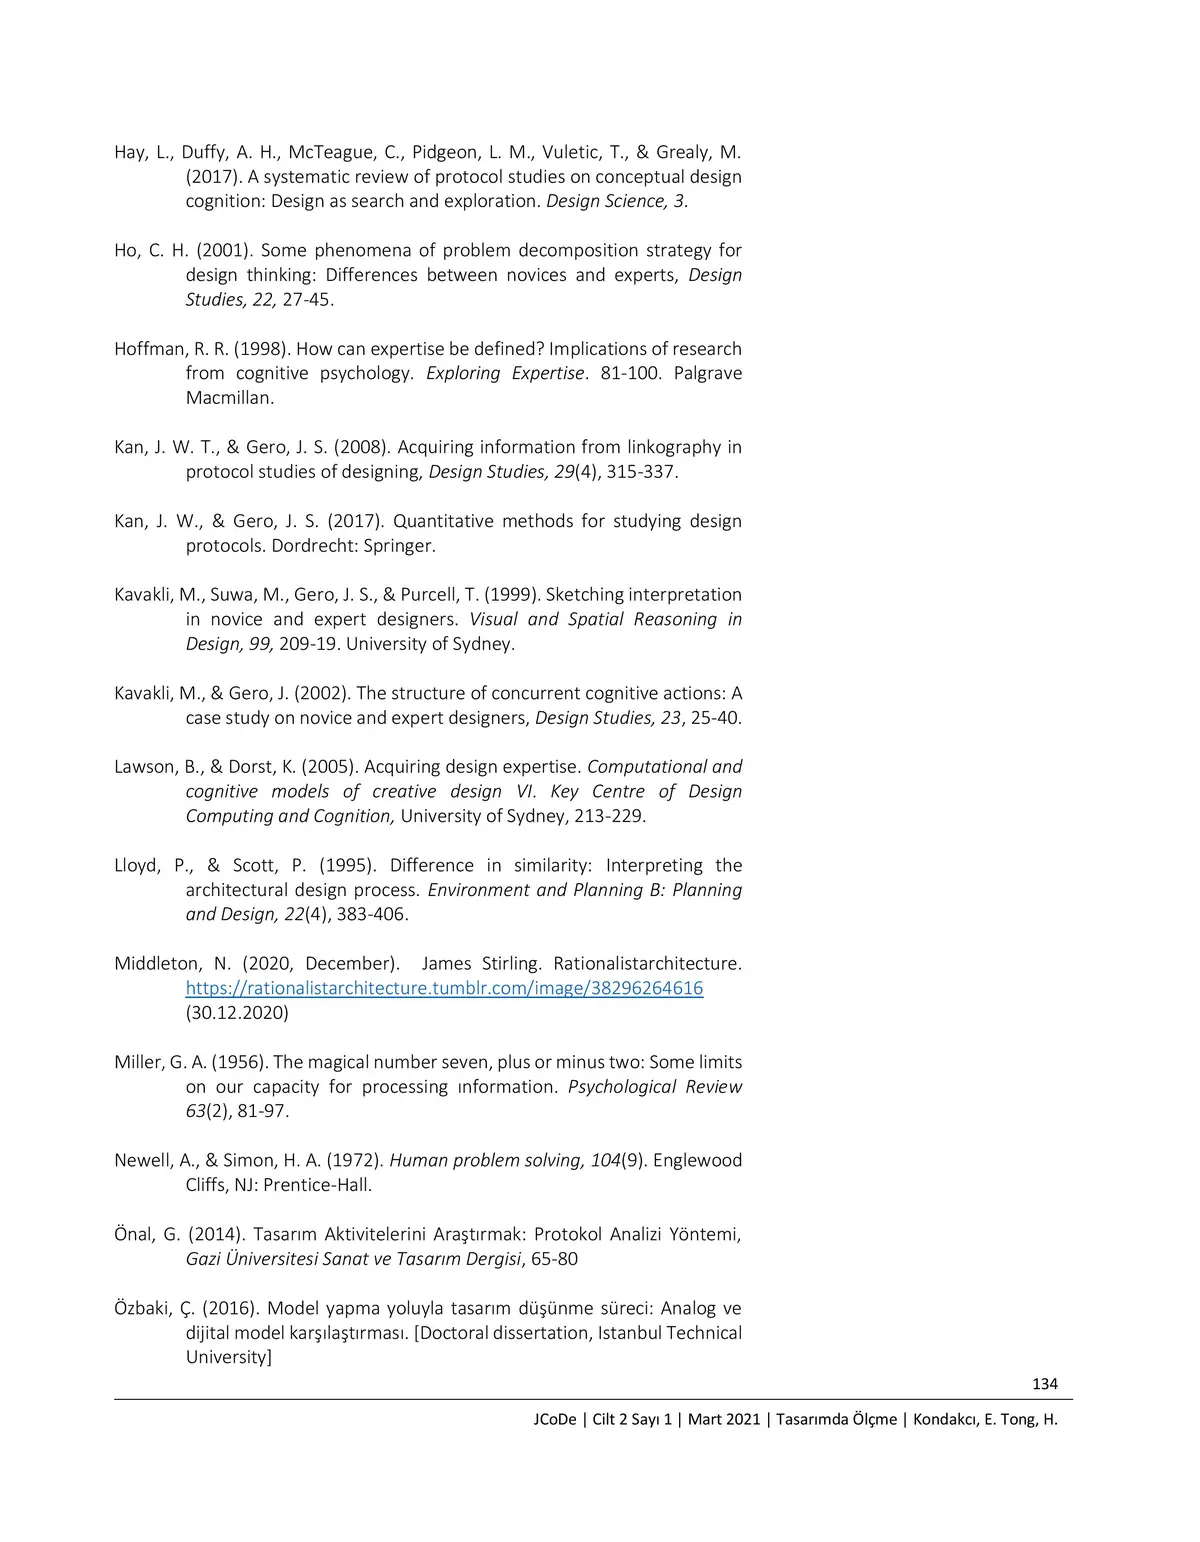 Hay, L., Duffy, A. H., McTeague, C., Pidgeon, L. M., Vuletic, T., & Grealy, M.
(2017). A systematic review of protocol studies on conceptual design
cognition: Design as search and exploration. Design Science, 3.
Ho, C. H. (2001). Some phenomena of problem decomposition strategy for
design thinking: Differences between novices and experts, Design
Studies, 22, 27-45.
Hoffman, R. R. (1998). How can expertise be defined? Implications of research
from cognitive psychology. Exploring Expertise. 81-100. Palgrave
Macmillan.
Kan, J. W. T., & Gero, J. S. (2008). Acquiring information from linkography in
protocol studies of designing, Design Studies, 29(4), 315-337.
Kan, J. W., & Gero, J. S. (2017). Quantitative methods for studying design
protocols. Dordrecht: Springer.
Kavakli, M., Suwa, M., Gero, J. S., & Purcell, T. (1999). Sketching interpretation
in novice and expert designers. Visual and Spatial Reasoning in
Design, 99, 209-19. University of Sydney.
Kavakli, M., & Gero, J. (2002). The structure of concurrent cognitive actions: A
case study on novice and expert designers, Design Studies, 23, 25-40.
Lawson, B., & Dorst, K. (2005). Acquiring design expertise. Computational and
cognitive models of creative design VI. Key Centre of Design
Computing and Cognition, University of Sydney, 213-229.
Lloyd, P., & Scott, P. (1995). Difference in similarity: Interpreting the
architectural design process. Environment and Planning B: Planning
and Design, 22(4), 383-406.
Middleton, N. (2020, December). James Stirling. Rationalistarchitecture.
https://rationalistarchitecture.tumblr.com/image/38296264616
(30.12.2020)
Miller, G. A. (1956). The magical number seven, plus or minus two: Some limits
on our capacity for processing ınformation. Psychological Review
63(2), 81-97.
Newell, A., & Simon, H. A. (1972). Human problem solving, 104(9). Englewood
Cliffs, NJ: Prentice-Hall.
Önal, G. (2014). Tasarım Aktivitelerini Araştırmak: Protokol Analizi Yöntemi,
Gazi Üniversitesi Sanat ve Tasarım Dergisi, 65-80
Özbaki, Ç. (2016). Model yapma yoluyla tasarım düşünme süreci: Analog ve
dijital model karşılaştırması. [Doctoral dissertation, Istanbul Technical
University]
134
JCoDe | Cilt 2 Sayı 1 | Mart 2021 | Tasarımda Ölçme | Kondakcı, E. Tong, H.